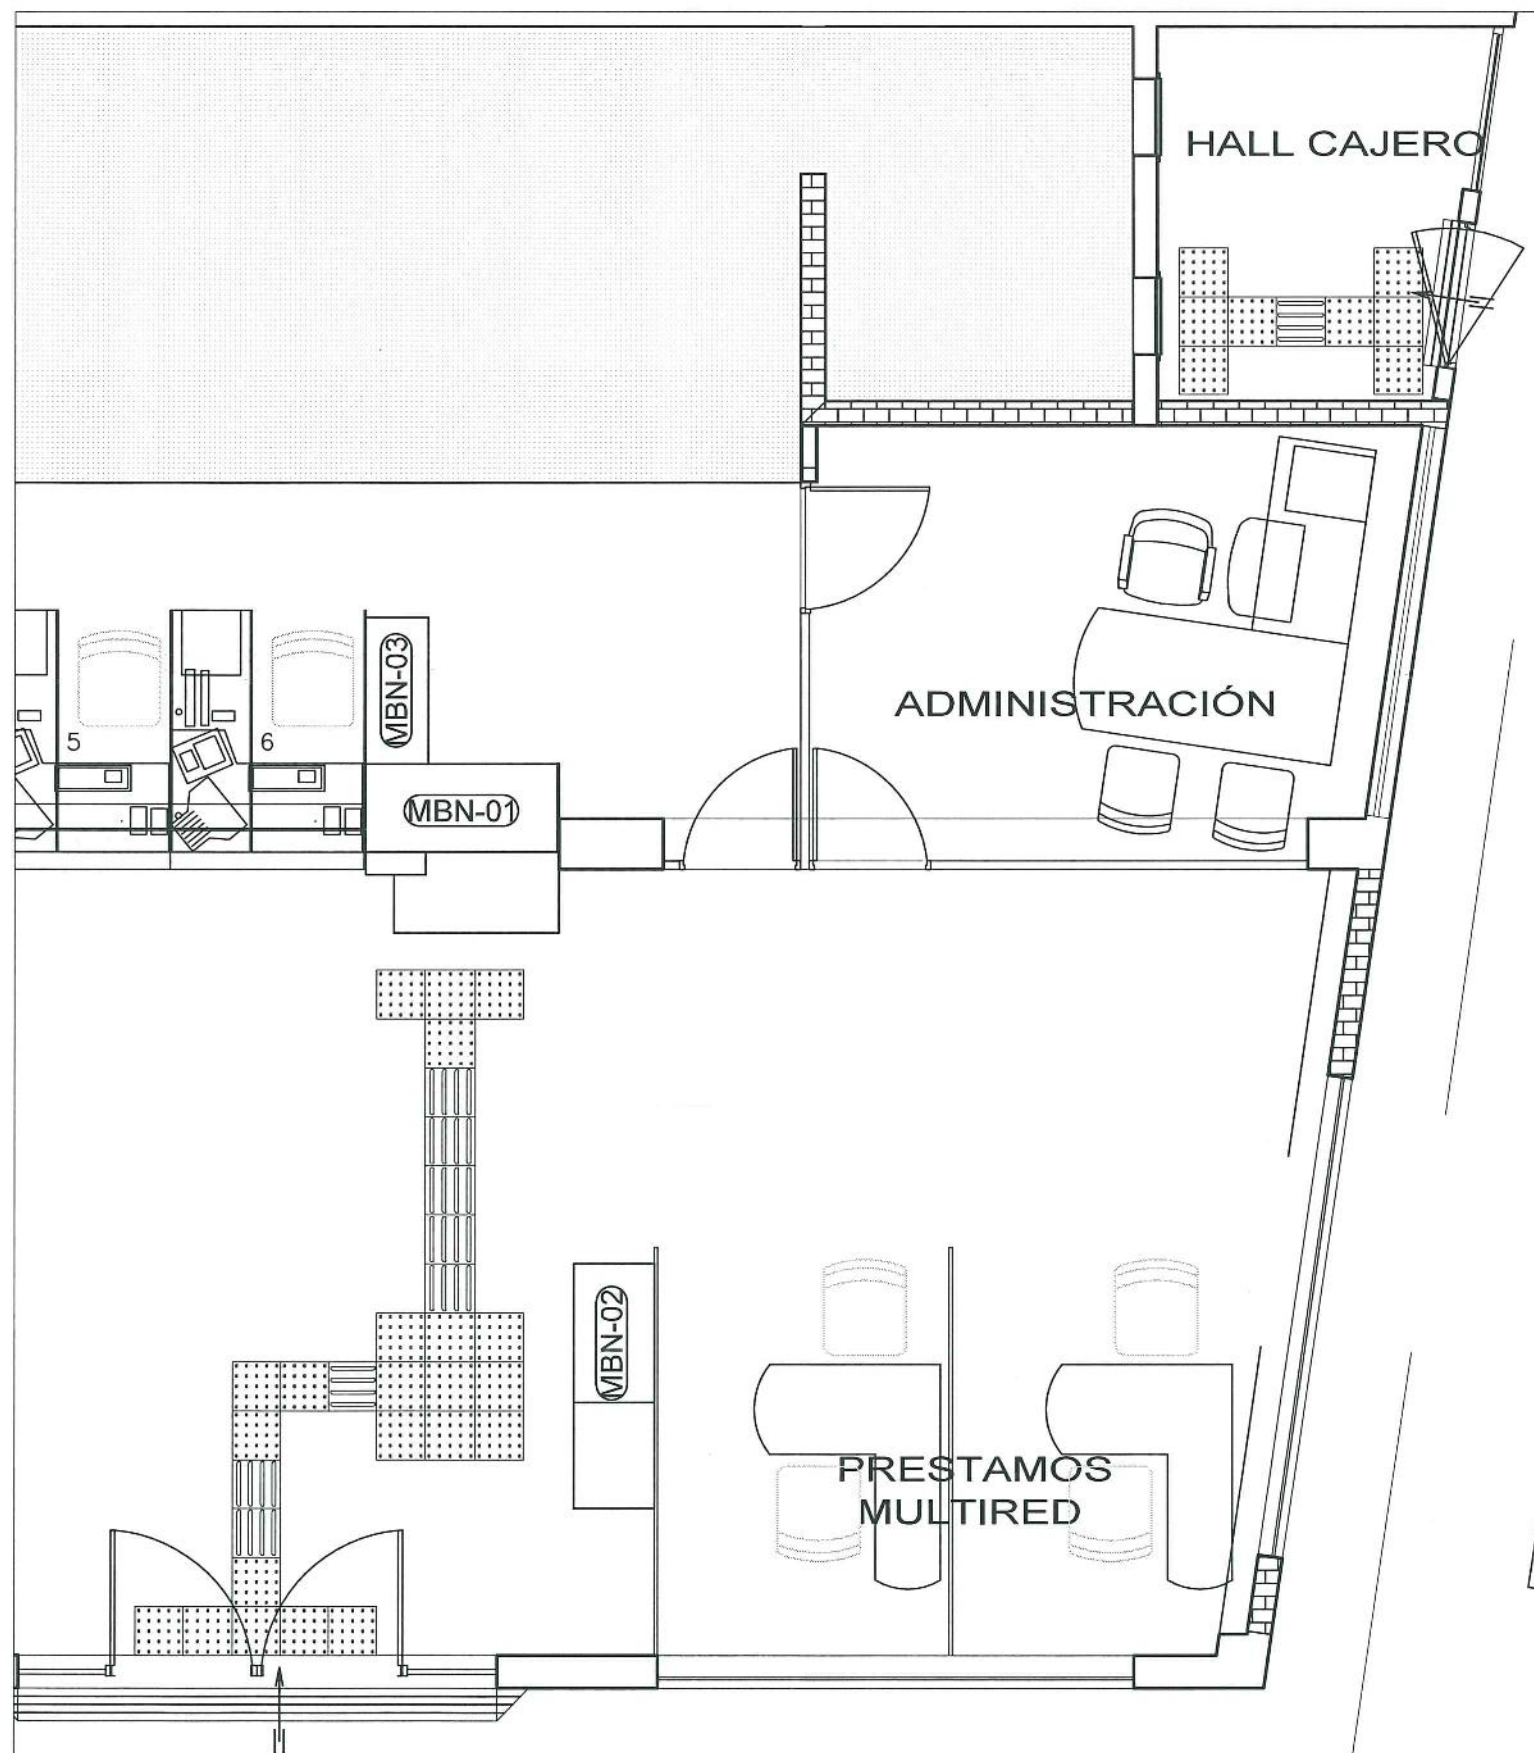 HALL CAJERO
MBN-03
ADMINISTRACIÓN
5
6
MBN-01
MBN-02
PRESTAMOS
MULTIRED